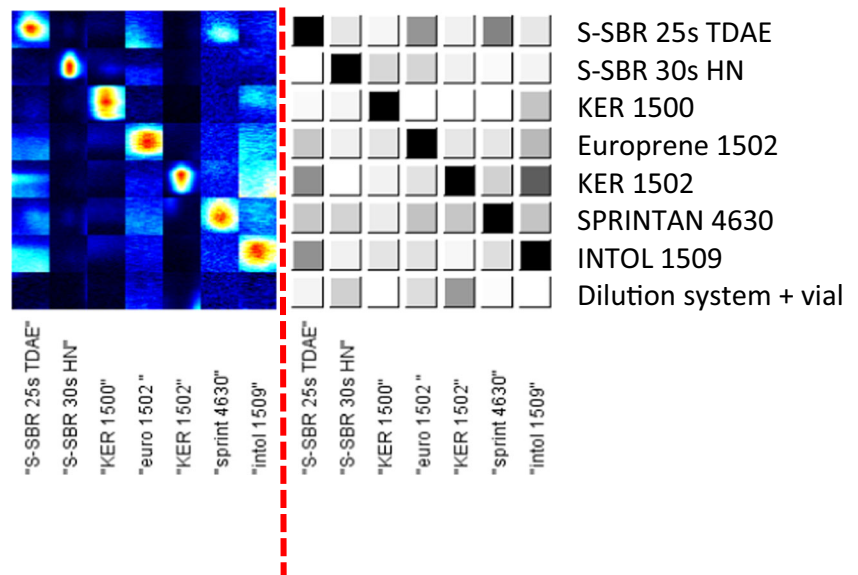 S-SBR 25s TDAE
S-SBR 30s HN
KER 1500
Europrene 1502
KER 1502
SPRINTAN 4630
INTOL 1509
Dilution system + vial
"S-SBR 25s TDAE"
"S-SBR 30s HN"
"KER 1500"
"euro 1502 "
"KER 1502"
"sprint 4630"
"intol 1509"
"S-SBR 25s TDAE"
"S-SBR 30s HN"
"KER 1500"
"euro 1502 "
"KER 1502"
"sprint 4630"
"intol 1509"